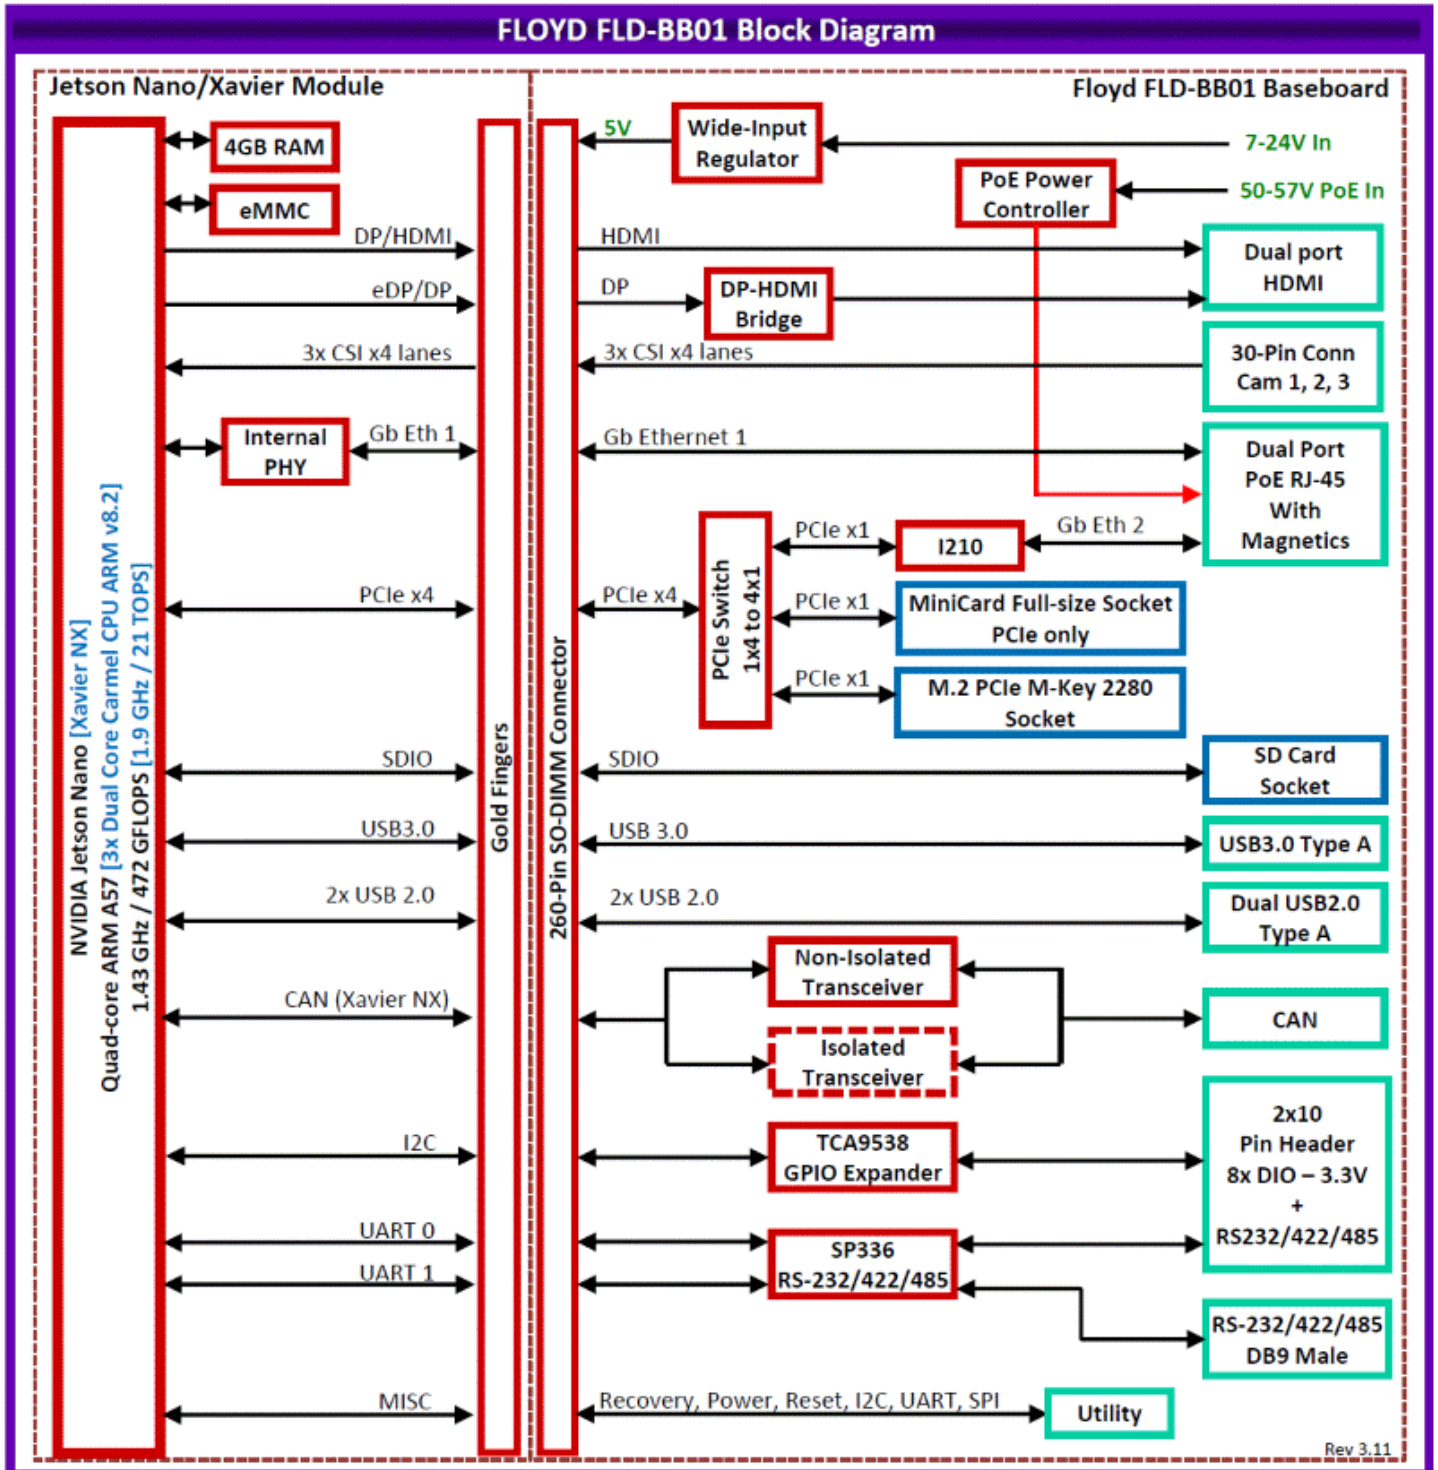 FLOYD FLD-BB01 Block Diagram
Jetson Nano/Xavier Module
Floyd FLD-BB01 Baseboard
NVIDIA Jetson Nano [Xavier NX]
Quad-core ARM A57 [3x Dual Core Carmel CPU ARM v8.2]
1.43 GHz / 472 GFLOPS [1.9 GHz / 21 TOPS]
4GB RAM
eMMC
DP/HDMI
eDP/DP
3x CSI x4 lanes
Internal
PHY
Gb Eth 1
PCIe x4
SDIO
USB3.0
2x USB 2.0
CAN (Xavier NX)
I2C
UART 0
UART 1
MISC
Gold Fingers
260-Pin SO-DIMM Connector
5V
Wide-Input
Regulator
7-24V In
PoE Power
Controller
50-57V PoE In
HDMI
Dual port
HDMI
DP
DP-HDMI
Bridge
3x CSI x4 lanes
30-Pin Conn
Cam 1, 2, 3
Gb Ethernet 1
Dual Port
PoE RJ-45
With
Magnetics
PCIe x4
PCIe Switch
1x4 to 4x1
PCIe x1
I210
Gb Eth 2
PCIe x1
MiniCard Full-size Socket
PCIe only
PCIe x1
M.2 PCIe M-Key 2280
Socket
SDIO
SD Card
Socket
USB 3.0
USB3.0 Type A
2x USB 2.0
Dual USB2.0
Type A
Non-Isolated
Transceiver
Isolated
Transceiver
CAN
TCA9538
GPIO Expander
2x10
Pin Header
8x DIO – 3.3V
+
RS232/422/485
SP336
RS-232/422/485
RS-232/422/485
DB9 Male
Recovery, Power, Reset, I2C, UART, SPI
Utility
Rev 3.11